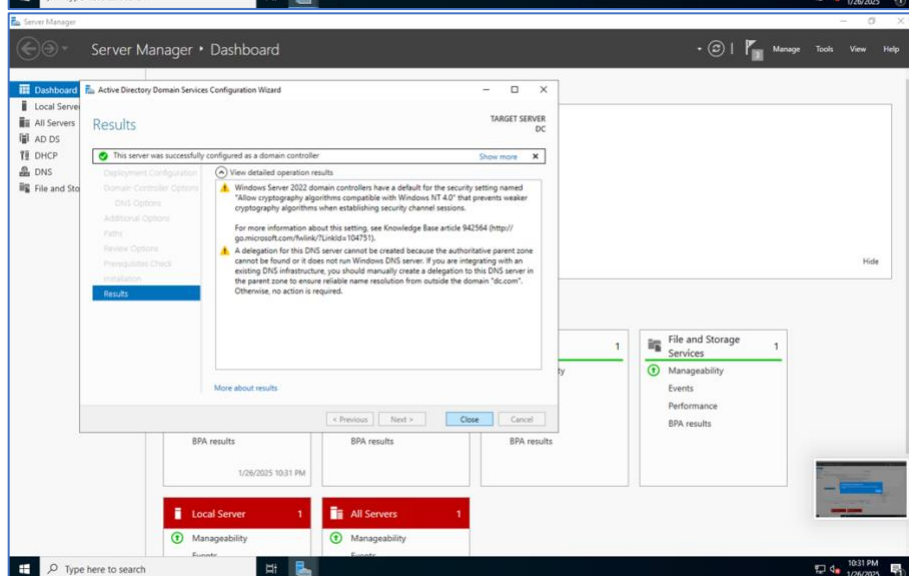 1/26/2025
Server Manager
Server Manager • Dashboard
Manage Tools View Help
2
Dashboard
Local Server
All Servers
AD DS
DHCP
DNS
File and Sto
Active Directory Domain Services Configuration Wizard
Results
TARGET SERVER
DC
This server was successfully configured as a domain controller
Show more
Deployment Configuration
Domain Controller Options
DNS Options
Additional Options
Paths
Review Options
Prerequisites Check
Installation
Results
View detailed operation results
Windows Server 2022 domain controllers have a default for the security setting named
"Allow cryptography algorithms compatible with Windows NT 4.0" that prevents weaker
cryptography algorithms when establishing security channel sessions.
For more information about this setting, see Knowledge Base article 942564 (http://
go.microsoft.com/fwlink/?LinkId=104751).
A delegation for this DNS server cannot be created because the authoritative parent zone
cannot be found or it does not run Windows DNS server. If you are integrating with an
existing DNS infrastructure, you should manually create a delegation to this DNS server in
the parent zone to ensure reliable name resolution from outside the domain "dc.com".
Otherwise, no action is required.
More about results
< Previous Next > Close Cancel
Hide
1
ty
File and Storage
Services
1
Manageability
Events
Performance
BPA results
BPA results
BPA results
BPA results
1/26/2025 10:31 PM
Local Server 1
Manageability
Events
All Servers 1
Manageability
Events
Type here to search
10:31 PM
1/26/2025